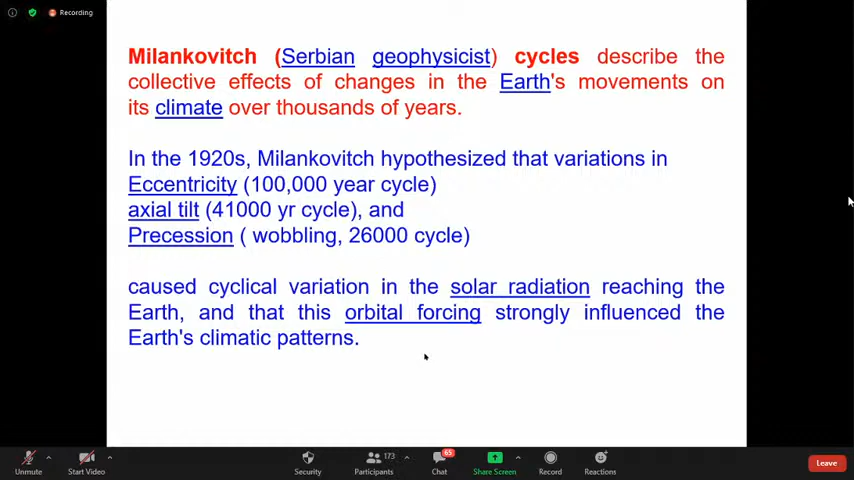 Recording
Milankovitch (Serbian geophysicist) cycles describe the
collective effects of changes in the Earth's movements on
its climate over thousands of years.
In the 1920s, Milankovitch hypothesized that variations in
Eccentricity (100,000 year cycle)
axial tilt (41000 yr cycle), and
Precession ( wobbling, 26000 cycle)
caused cyclical variation in the solar radiation reaching the
Earth, and that this orbital forcing strongly influenced the
Earth's climatic patterns.
173
65
Unmute Start Video Security Participants Chat Share Screen Record Reactions Leave